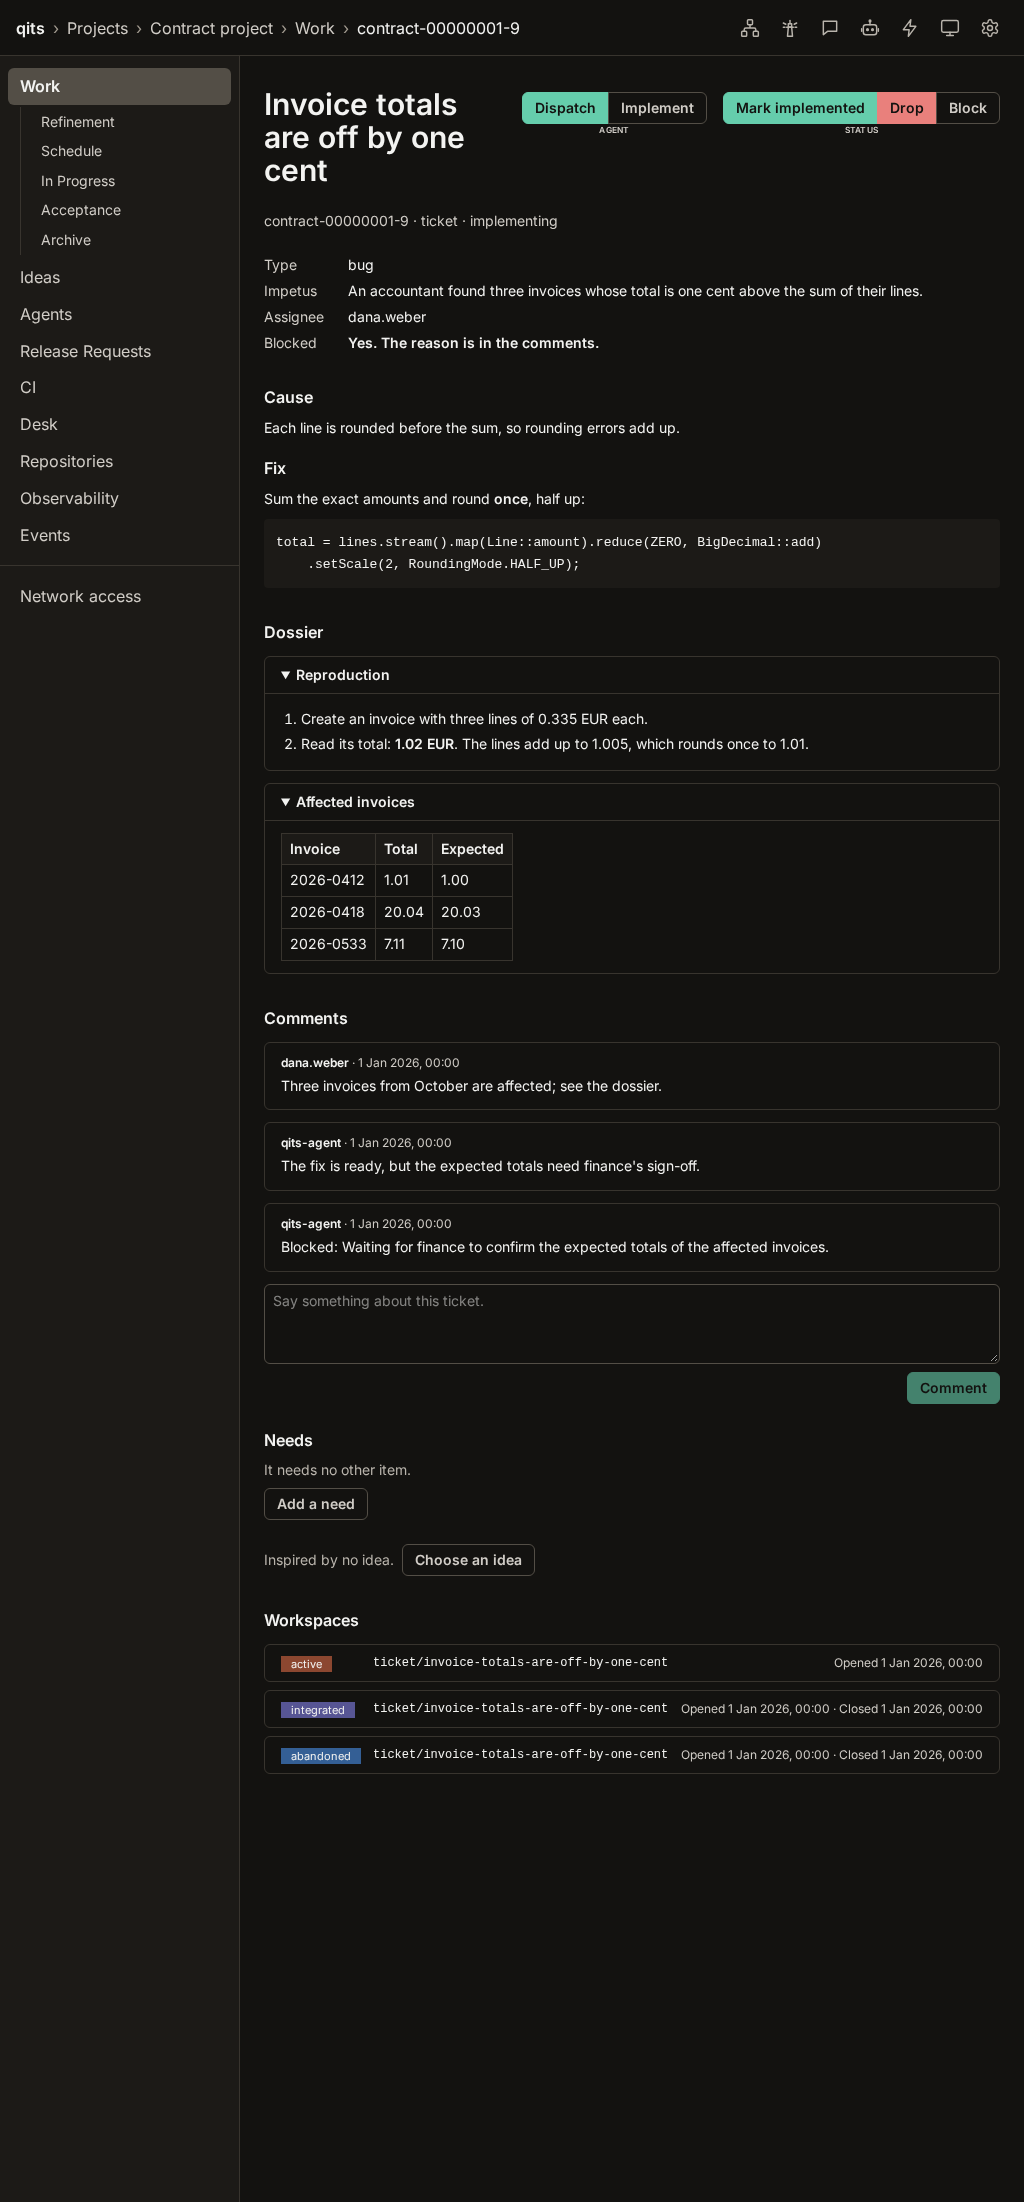 qits › Projects › Contract project › Work › contract-00000001-9
Work
Refinement
Schedule
In Progress
Acceptance
Archive
Ideas
Agents
Release Requests
CI
Desk
Repositories
Observability
Events
Network access
Invoice totals
are off by one
cent
Dispatch Implement
AGENT
Mark implemented Drop Block
STATUS
contract-00000001-9 · ticket · implementing
Type bug
Impetus An accountant found three invoices whose total is one cent above the sum of their lines.
Assignee dana.weber
Blocked Yes. The reason is in the comments.
Cause
Each line is rounded before the sum, so rounding errors add up.
Fix
Sum the exact amounts and round once, half up:
total = lines.stream().map(Line::amount).reduce(ZERO, BigDecimal::add)
    .setScale(2, RoundingMode.HALF_UP);
Dossier
▼ Reproduction
1. Create an invoice with three lines of 0.335 EUR each.
2. Read its total: 1.02 EUR. The lines add up to 1.005, which rounds once to 1.01.
▼ Affected invoices
Invoice Total Expected
2026-0412 1.01 1.00
2026-0418 20.04 20.03
2026-0533 7.11 7.10
Comments
dana.weber · 1 Jan 2026, 00:00
Three invoices from October are affected; see the dossier.
qits-agent · 1 Jan 2026, 00:00
The fix is ready, but the expected totals need finance's sign-off.
qits-agent · 1 Jan 2026, 00:00
Blocked: Waiting for finance to confirm the expected totals of the affected invoices.
Say something about this ticket.
Comment
Needs
It needs no other item.
Add a need
Inspired by no idea. Choose an idea
Workspaces
active ticket/invoice-totals-are-off-by-one-cent Opened 1 Jan 2026, 00:00
integrated ticket/invoice-totals-are-off-by-one-cent Opened 1 Jan 2026, 00:00 · Closed 1 Jan 2026, 00:00
abandoned ticket/invoice-totals-are-off-by-one-cent Opened 1 Jan 2026, 00:00 · Closed 1 Jan 2026, 00:00